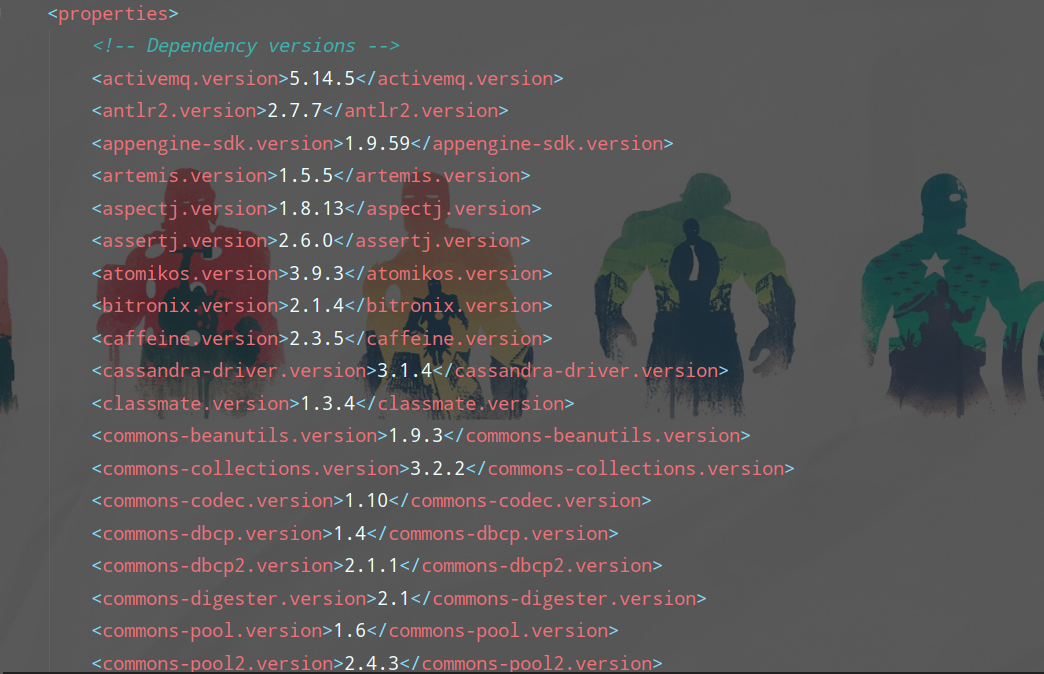 <properties>
<!-- Dependency versions -->
<activemq.version>5.14.5</activemq.version>
<antlr2.version>2.7.7</antlr2.version>
<appengine-sdk.version>1.9.59</appengine-sdk.version>
<artemis.version>1.5.5</artemis.version>
<aspectj.version>1.8.13</aspectj.version>
<assertj.version>2.6.0</assertj.version>
<atomikos.version>3.9.3</atomikos.version>
<bitronix.version>2.1.4</bitronix.version>
<caffeine.version>2.3.5</caffeine.version>
<cassandra-driver.version>3.1.4</cassandra-driver.version>
<classmate.version>1.3.4</classmate.version>
<commons-beanutils.version>1.9.3</commons-beanutils.version>
<commons-collections.version>3.2.2</commons-collections.version>
<commons-codec.version>1.10</commons-codec.version>
<commons-dbcp.version>1.4</commons-dbcp.version>
<commons-dbcp2.version>2.1.1</commons-dbcp2.version>
<commons-digester.version>2.1</commons-digester.version>
<commons-pool.version>1.6</commons-pool.version>
<commons-pool2.version>2.4.3</commons-pool2.version>